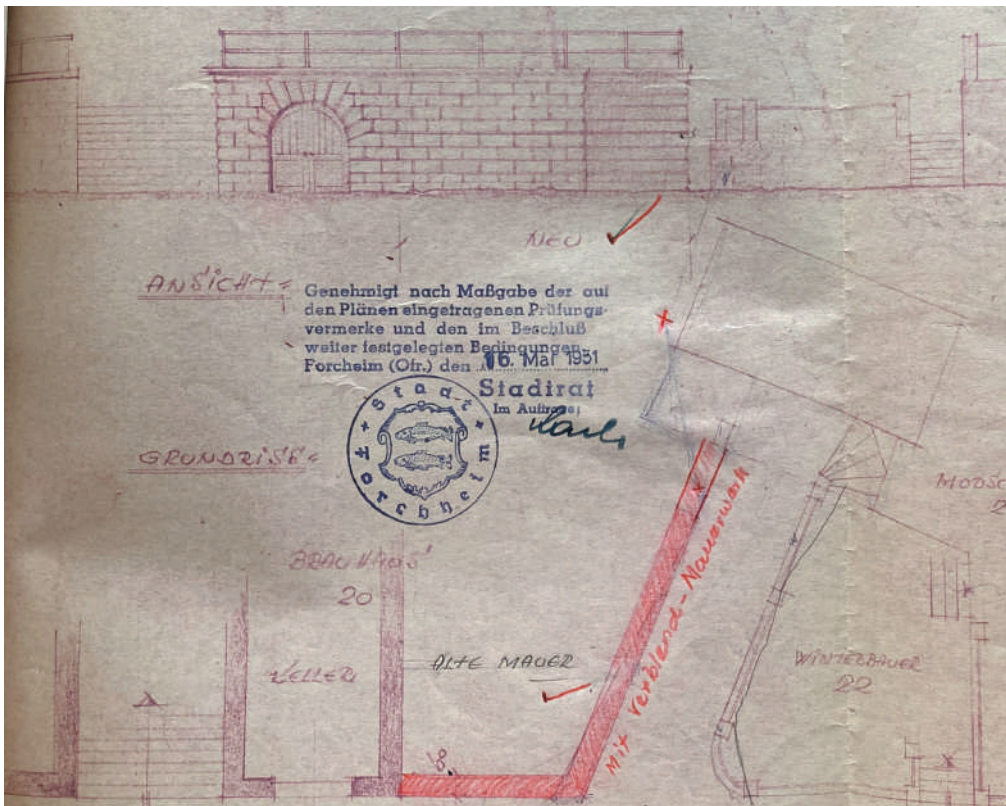 NEU
ANSICHT=
Genehmigt nach Maßgabe der auf
den Plänen eingetragenen Prüfungs-
vermerke und den im Beschluß
weiter festgelegten Bedingungen.
Forcheim (Ofr.) den 16. Mai 1951
Stadtrat
Im Auftrage:
Stadt Forchheim
GRUNDRISS=
BRAUHAUS
20
KELLER
ALTE MAUER
Mit Verblend-Mauerwerk
WINTERBAUER
22